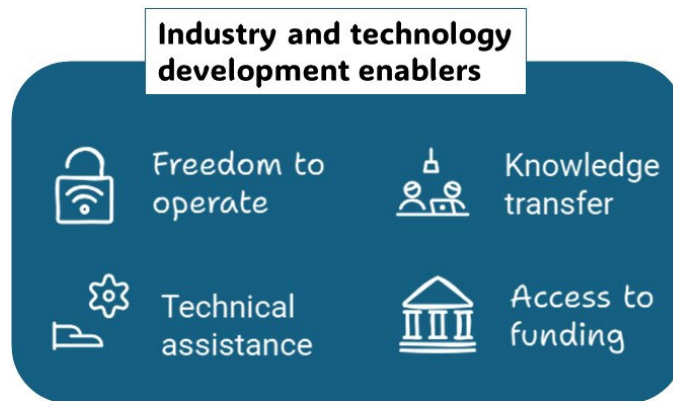 Industry and technology
development enablers
Freedom to
operate
Knowledge
transfer
Technical
assistance
Access to
funding